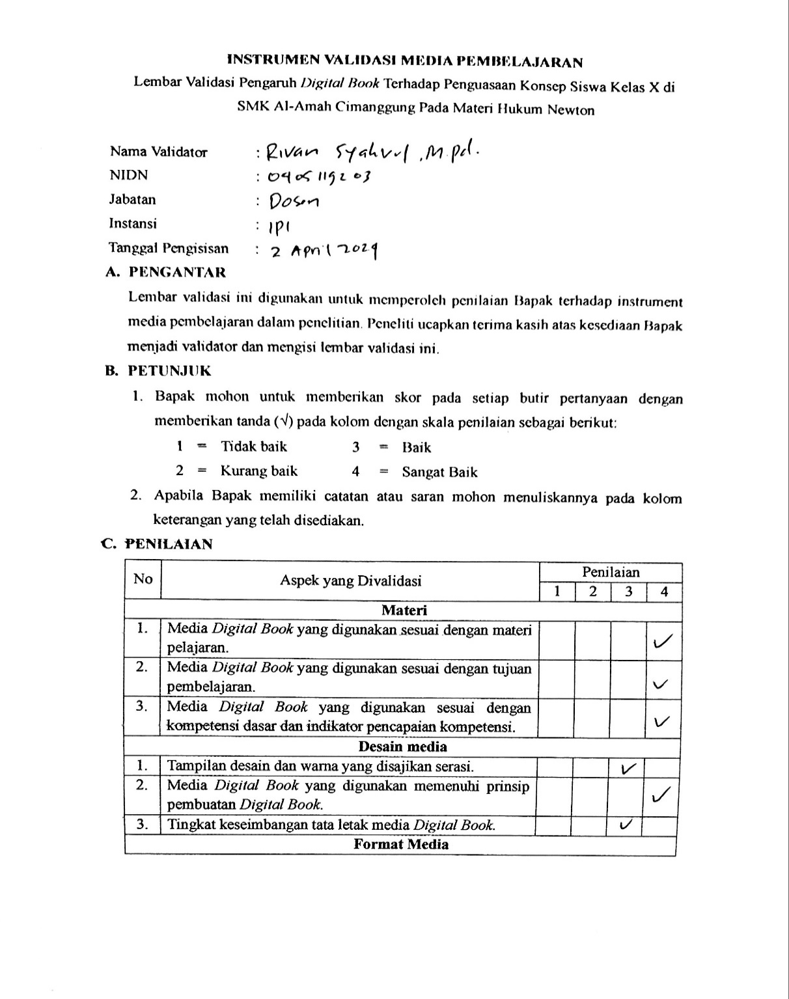 INSTRUMEN VALIDASI MEDIA PEMBELAJARAN
Lembar Validasi Pengaruh Digital Book Terhadap Penguasaan Konsep Siswa Kelas X di
SMK Al-Amah Cimanggung Pada Materi Hukum Newton
Nama Validator : Rivan , M.Pd.
NIDN :
Jabatan : Dosen
Instansi : IPI
Tanggal Pengisisan : 2 April 2024
A. PENGANTAR
Lembar validasi ini digunakan untuk memperoleh penilaian Bapak terhadap instrument
media pembelajaran dalam penelitian. Peneliti ucapkan terima kasih atas kesediaan Bapak
menjadi validator dan mengisi lembar validasi ini.
B. PETUNJUK
1. Bapak mohon untuk memberikan skor pada setiap butir pertanyaan dengan
memberikan tanda (√) pada kolom dengan skala penilaian sebagai berikut:
1 = Tidak baik 3 = Baik
2 = Kurang baik 4 = Sangat Baik
2. Apabila Bapak memiliki catatan atau saran mohon menuliskannya pada kolom
keterangan yang telah disediakan.
C. PENILAIAN
No Aspek yang Divalidasi Penilaian
1 2 3 4
Materi
1. Media Digital Book yang digunakan sesuai dengan materi
pelajaran. ✓
2. Media Digital Book yang digunakan sesuai dengan tujuan
pembelajaran. ✓
3. Media Digital Book yang digunakan sesuai dengan
kompetensi dasar dan indikator pencapaian kompetensi. ✓
Desain media
1. Tampilan desain dan warna yang disajikan serasi. ✓
2. Media Digital Book yang digunakan memenuhi prinsip
pembuatan Digital Book. ✓
3. Tingkat keseimbangan tata letak media Digital Book. ✓
Format Media